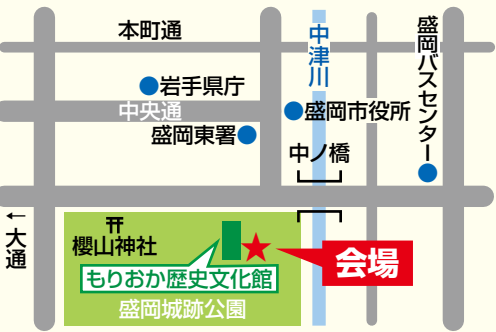 本町通
中津川
盛岡バスセンター
岩手県庁
中央通
盛岡市役所
盛岡東署
中ノ橋
←大通
櫻山神社
会場
もりおか歴史文化館
盛岡城跡公園